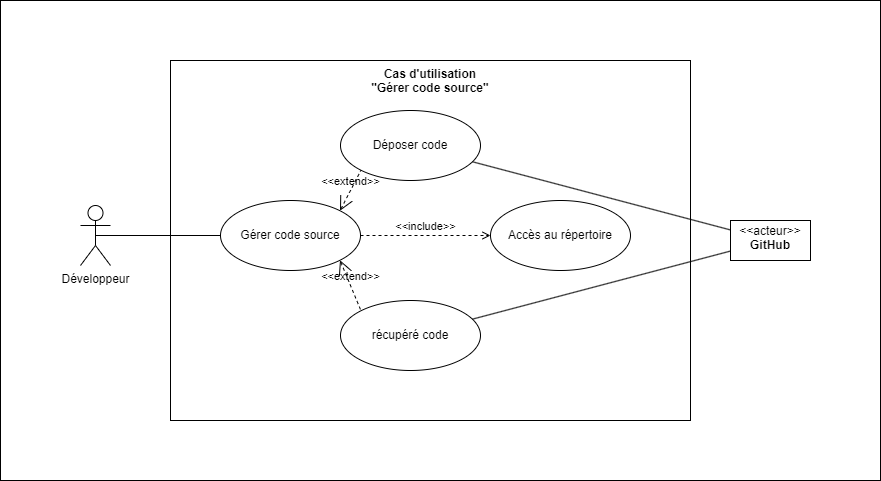 Cas d'utilisation
"Gérer code source"
Déposer code
<<extend>>
Gérer code source
<<include>>
Accès au répertoire
<<acteur>>
GitHub
Développeur
<<extend>>
récupéré code